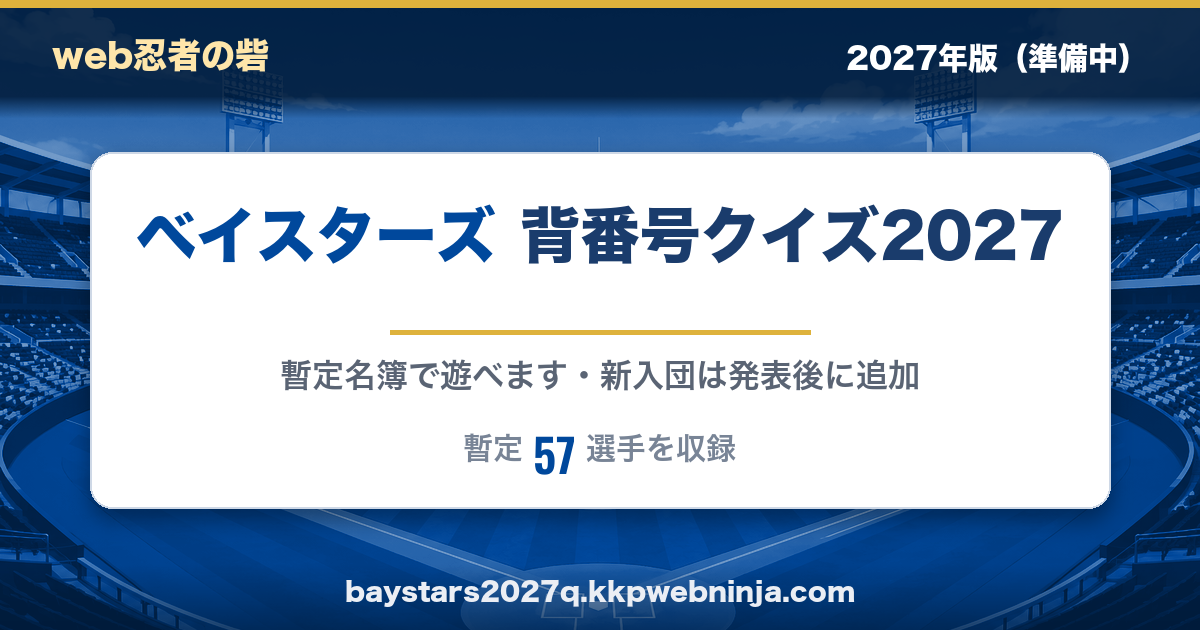 web忍者の砦
2027年版（準備中）
ベイスターズ 背番号クイズ2027
暫定名簿で遊べます・新入団は発表後に追加
暫定 57 選手を収録
baystars2027q.kkpwebninja.com